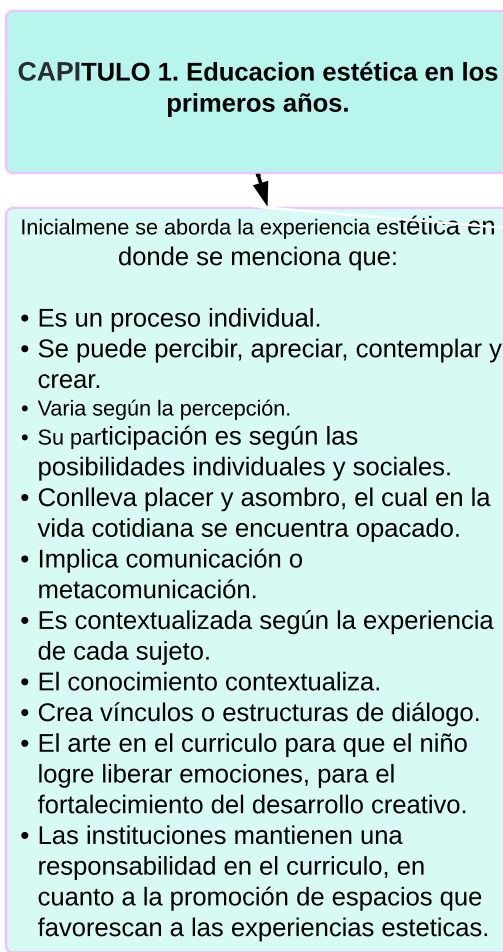 CAPITULO 1. Educacion estética en los
primeros años.
Inicialmene se aborda la experiencia estética en
donde se menciona que:
• Es un proceso individual.
• Se puede percibir, apreciar, contemplar y
crear.
• Varia según la percepción.
• Su participación es según las
posibilidades individuales y sociales.
• Conlleva placer y asombro, el cual en la
vida cotidiana se encuentra opacado.
• Implica comunicación o
metacomunicación.
• Es contextualizada según la experiencia
de cada sujeto.
• El conocimiento contextualiza.
• Crea vínculos o estructuras de diálogo.
• El arte en el curriculo para que el niño
logre liberar emociones, para el
fortalecimiento del desarrollo creativo.
• Las instituciones mantienen una
responsabilidad en el curriculo, en
cuanto a la promoción de espacios que
favorescan a las experiencias esteticas.